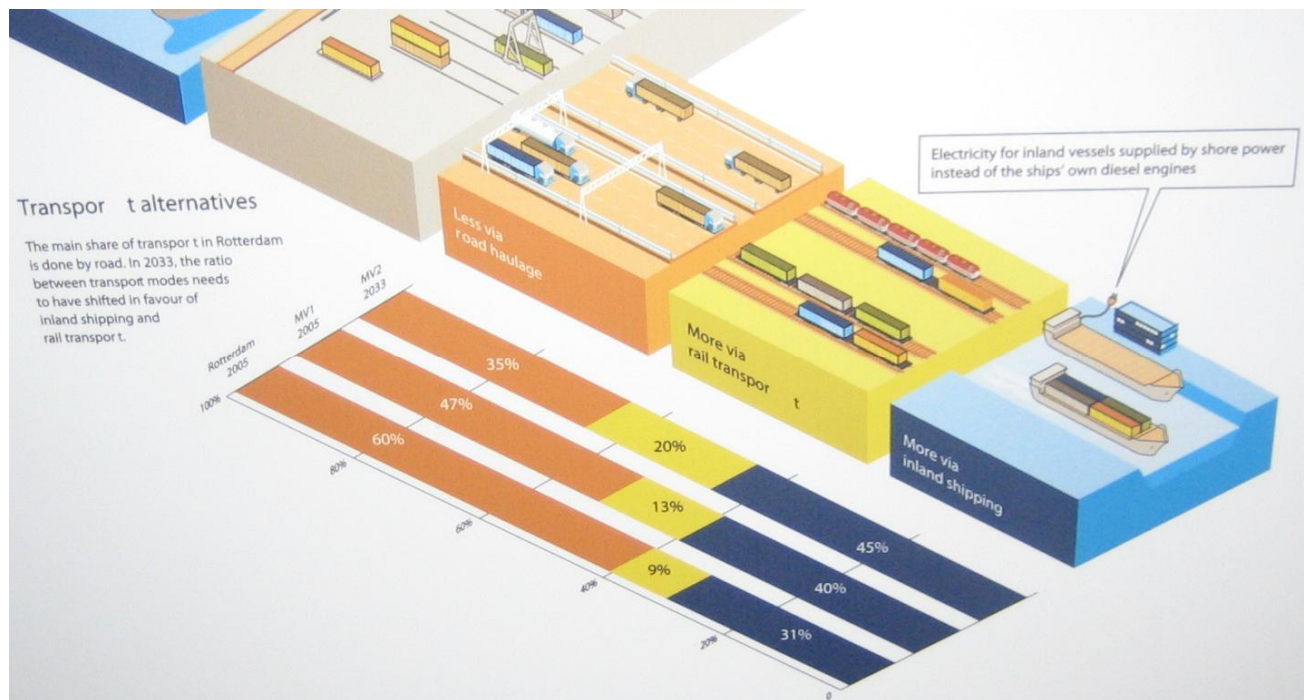 Transpor t alternatives
The main share of transpor t in Rotterdam
is done by road. In 2033, the ratio
between transport modes needs
to have shifted in favour of
inland shipping and
rail transpor t.
Less via
road haulage
More via
rail transpor t
More via
inland shipping
Electricity for inland vessels supplied by shore power
instead of the ships' own diesel engines
MV2
2033
MV1
2005
Rotterdam
2005
100%
80%
60%
40%
20%
0
35%
20%
45%
47%
13%
40%
60%
9%
31%